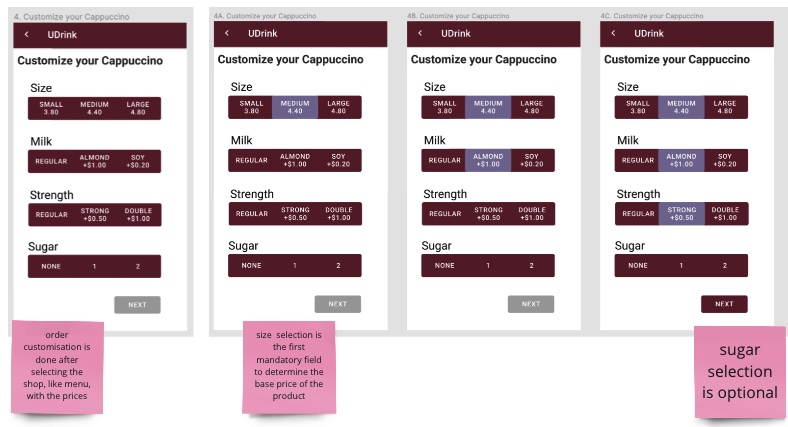 4. Customize your Cappuccino
UDrink
Customize your Cappuccino
Size
SMALL MEDIUM LARGE
3.80 4.40 4.80
Milk
REGULAR ALMOND SOY
+$1.00 +$0.20
Strength
REGULAR STRONG DOUBLE
+$0.50 +$1.00
Sugar
NONE 1 2
NEXT
order
customisation is
done after
selecting the
shop, like menu,
with the prices
4A. Customize your Cappuccino
UDrink
Customize your Cappuccino
Size
SMALL MEDIUM LARGE
3.80 4.40 4.80
Milk
REGULAR ALMOND SOY
+$1.00 +$0.20
Strength
REGULAR STRONG DOUBLE
+$0.50 +$1.00
Sugar
NONE 1 2
NEXT
size selection is
the first
mandatory field
to determine the
base price of the
product
4B. Customize your Cappuccino
UDrink
Customize your Cappuccino
Size
SMALL MEDIUM LARGE
3.80 4.40 4.80
Milk
REGULAR ALMOND SOY
+$1.00 +$0.20
Strength
REGULAR STRONG DOUBLE
+$0.50 +$1.00
Sugar
NONE 1 2
NEXT
4C. Customize your Cappuccino
UDrink
Customize your Cappuccino
Size
SMALL MEDIUM LARGE
3.80 4.40 4.80
Milk
REGULAR ALMOND SOY
+$1.00 +$0.20
Strength
REGULAR STRONG DOUBLE
+$0.50 +$1.00
Sugar
NONE 1 2
NEXT
sugar
selection
is optional